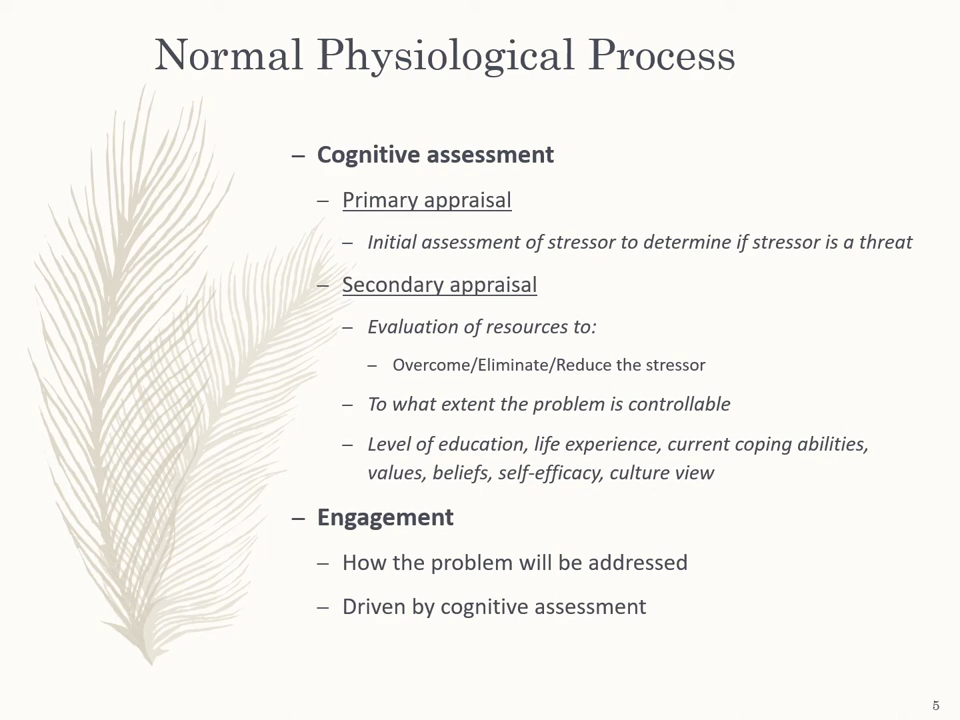 Normal Physiological Process
– Cognitive assessment
– Primary appraisal
– Initial assessment of stressor to determine if stressor is a threat
– Secondary appraisal
– Evaluation of resources to:
– Overcome/Eliminate/Reduce the stressor
– To what extent the problem is controllable
– Level of education, life experience, current coping abilities,
values, beliefs, self-efficacy, culture view
– Engagement
– How the problem will be addressed
– Driven by cognitive assessment
5